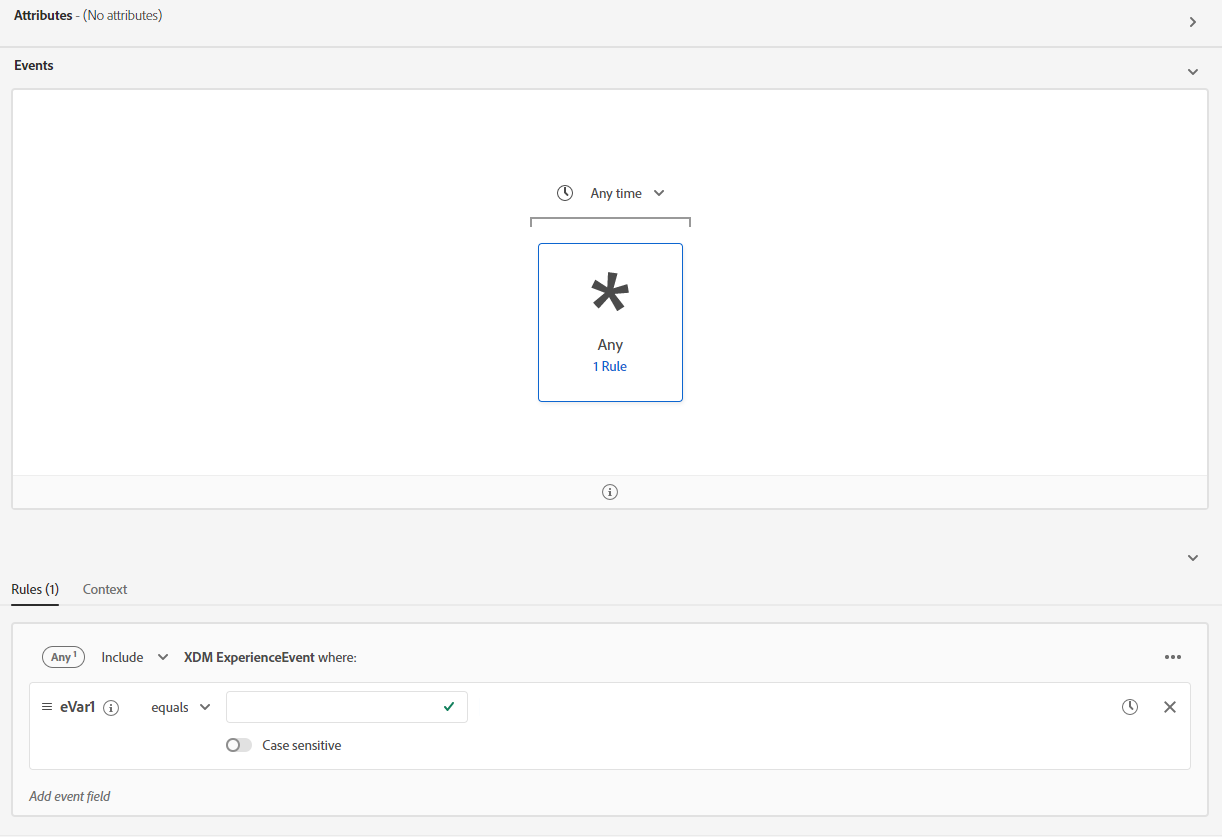 Attributes - (No attributes)
Events
Any time
*
Any
1 Rule
Rules (1) Context
Any 1 Include XDM ExperienceEvent where:
eVar1 equals
Case sensitive
Add event field